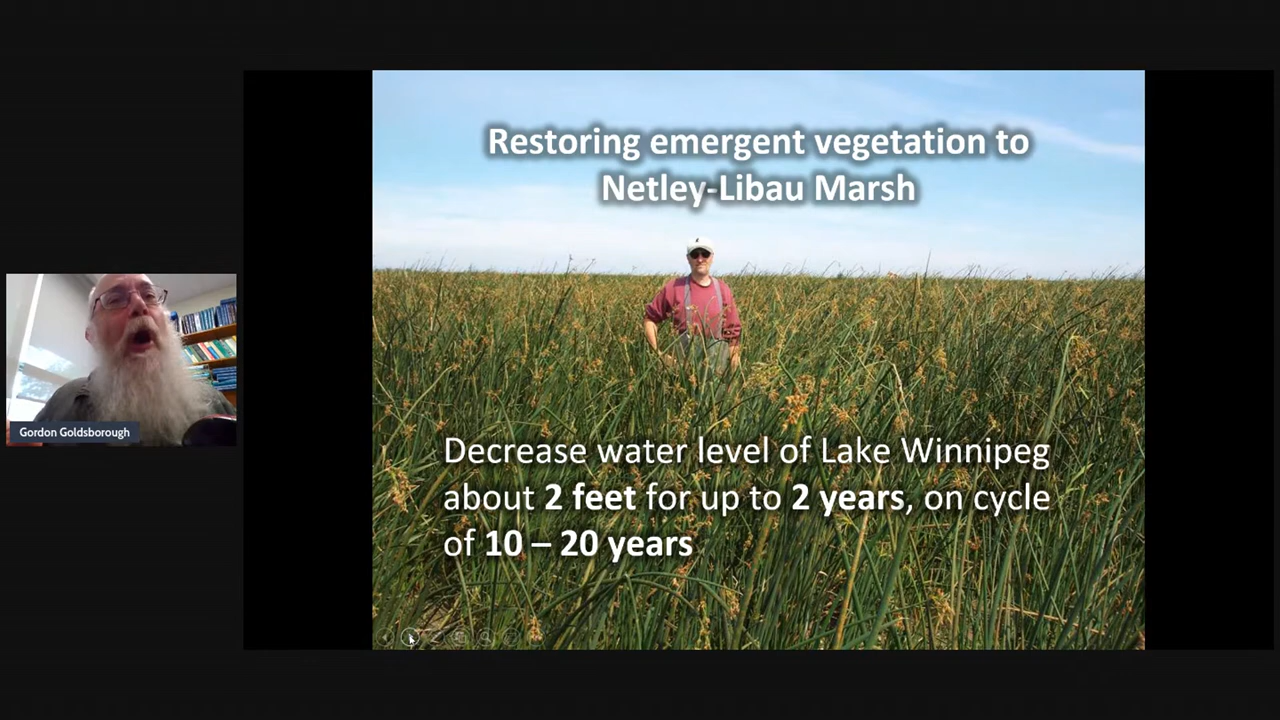 Restoring emergent vegetation to
Netley-Libau Marsh
Gordon Goldsborough
Decrease water level of Lake Winnipeg
about 2 feet for up to 2 years, on cycle
of 10 – 20 years